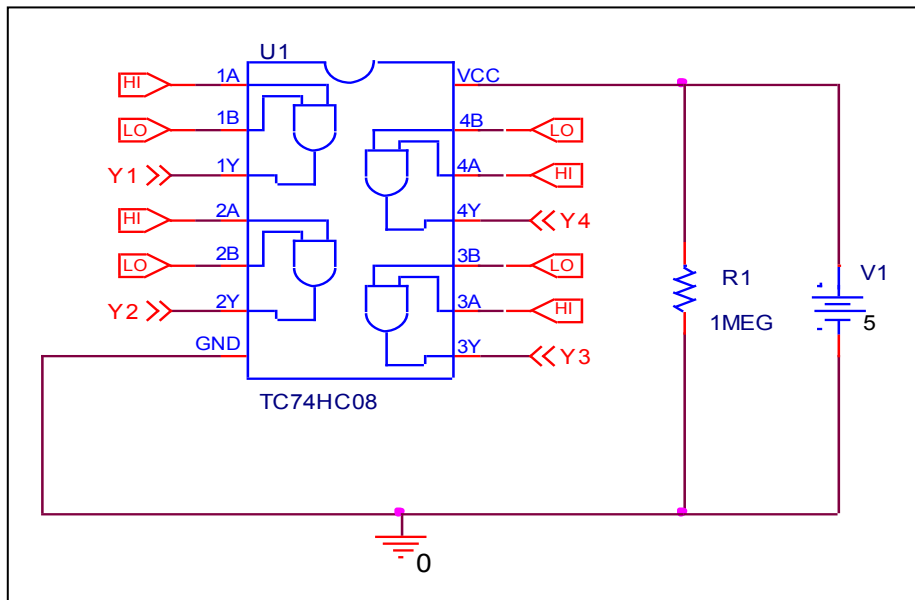 U1
HI
1A
VCC
LO
1B
4B
LO
Y1
1Y
4A
HI
HI
2A
4Y
Y4
LO
2B
3B
LO
Y2
2Y
3A
HI
GND
3Y
Y3
R1
1MEG
V1
5
TC74HC08
0